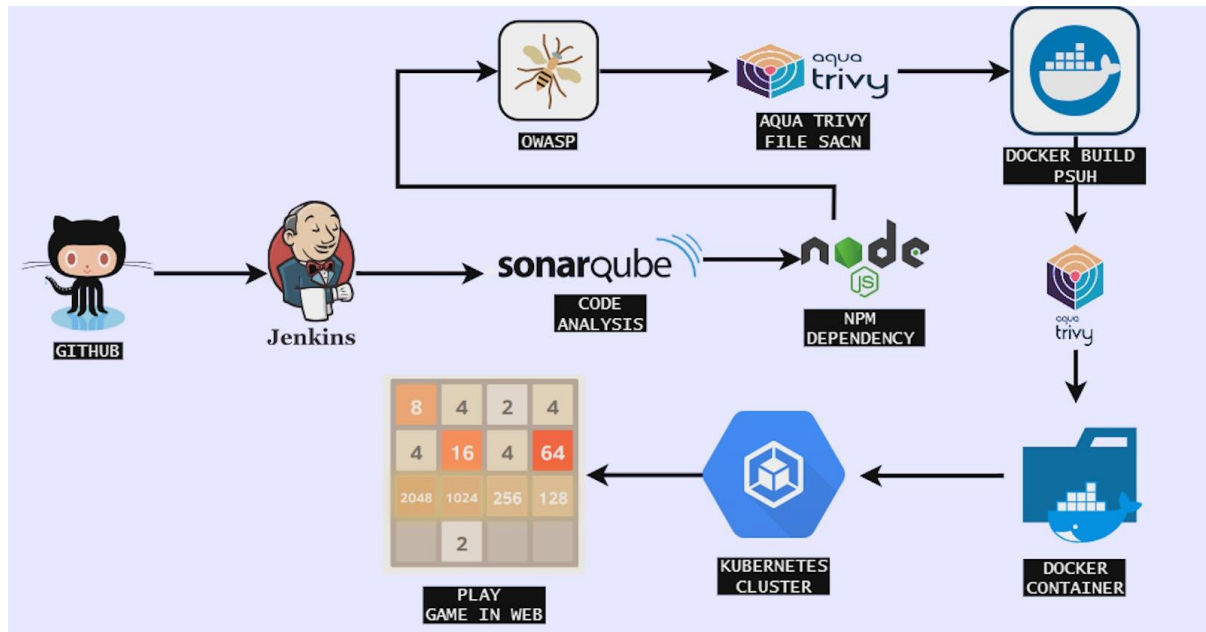 OWASP
aqua
trivy
AQUA TRIVY
FILE SACN
DOCKER BUILD
PSUH
GITHUB
Jenkins
sonarqube
CODE
ANALYSIS
node
JS
NPM
DEPENDENCY
aqua
trivy
8 4 2 4
4 16 4 64
2048 1024 256 128
2
PLAY
GAME IN WEB
KUBERNETES
CLUSTER
DOCKER
CONTAINER